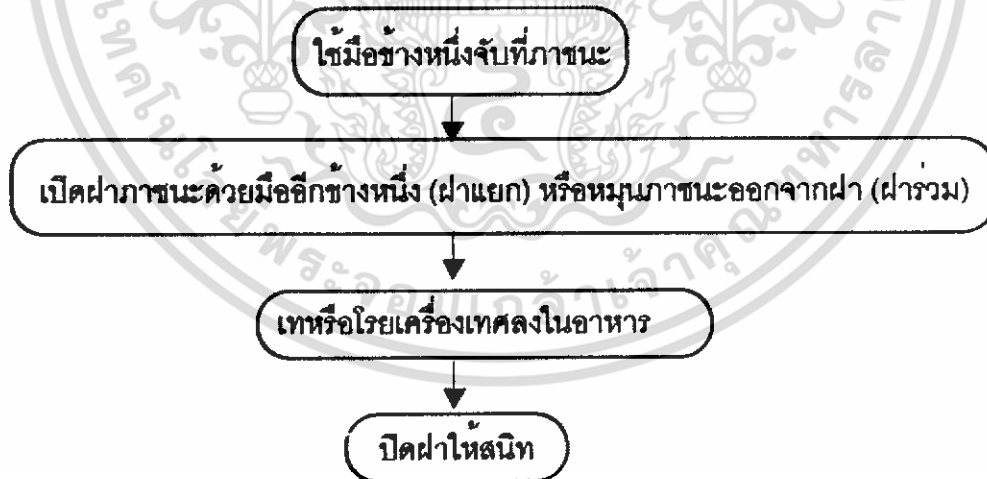 ใช้มือข้างหนึ่งจับที่ภาชนะ
เปิดฝาภาชนะด้วยมืออีกข้างหนึ่ง (ฝาแยก) หรือหมุนภาชนะออกจากฝา (ฝาร่วม)
เทหรือโรยเครื่องเทศลงในอาหาร
ปิดฝาให้สนิท